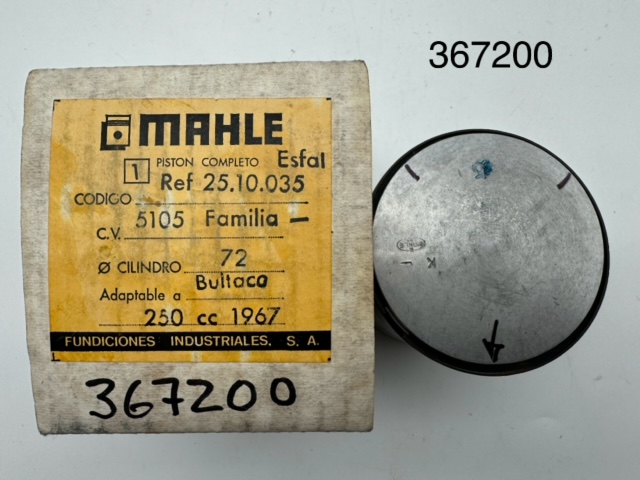 367200
MAHLE
1 PISTON COMPLETO Esfal
Ref 25.10.035
CODIGO
5105 Familia –
C.V.
Ø CILINDRO 72
Adaptable a Bultaco
250 cc 1967
FUNDICIONES INDUSTRIALES, S. A.
367200
K